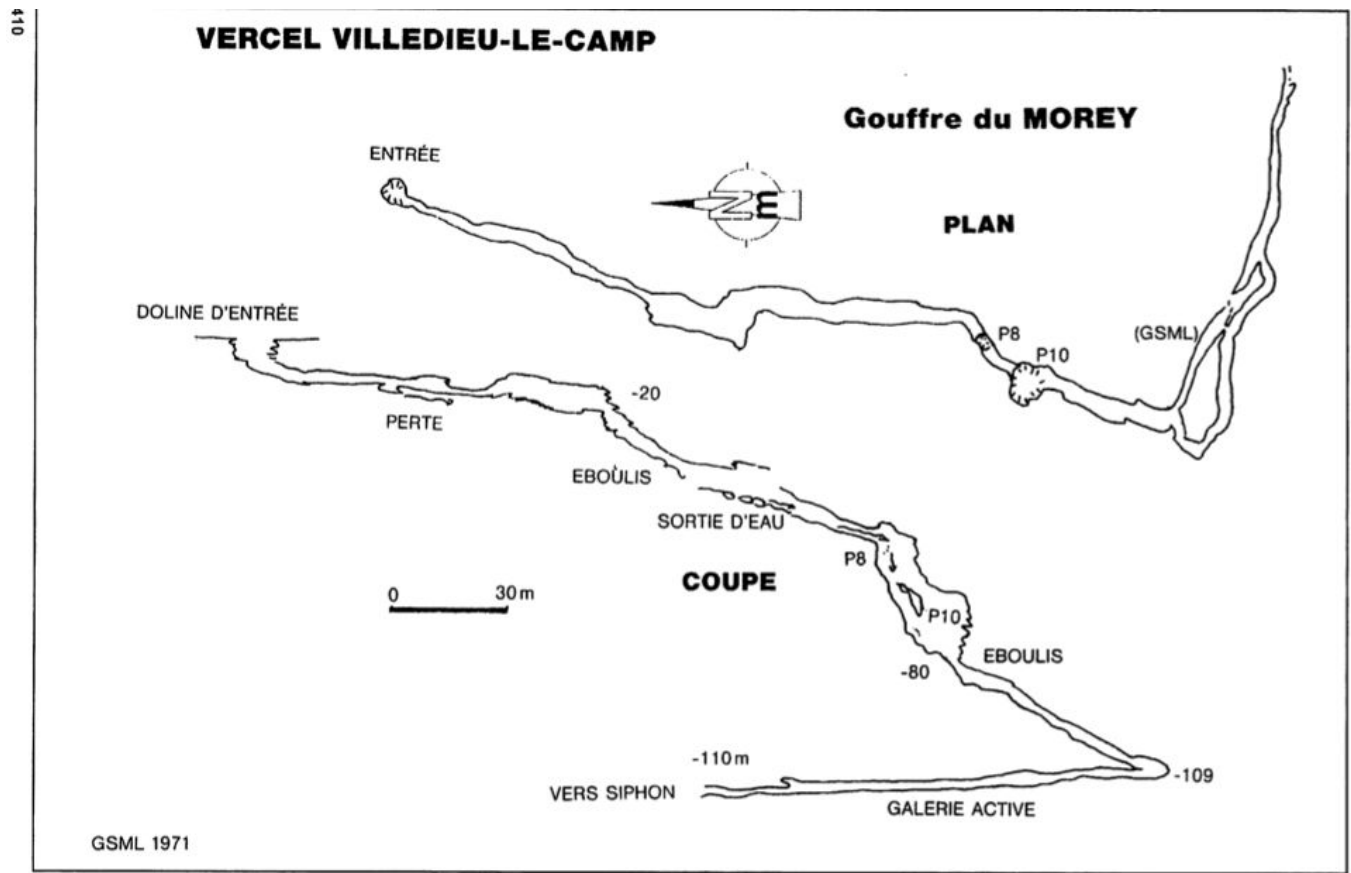 410
VERCEL VILLEDIEU-LE-CAMP
Gouffre du MOREY
ENTRÉE
Nm
PLAN
DOLINE D'ENTRÉE
P8
(GSML)
P10
-20
PERTE
EBOULIS
SORTIE D'EAU
P8
COUPE
0 30 m
P10
EBOULIS
-80
-110 m
-109
VERS SIPHON
GALERIE ACTIVE
GSML 1971